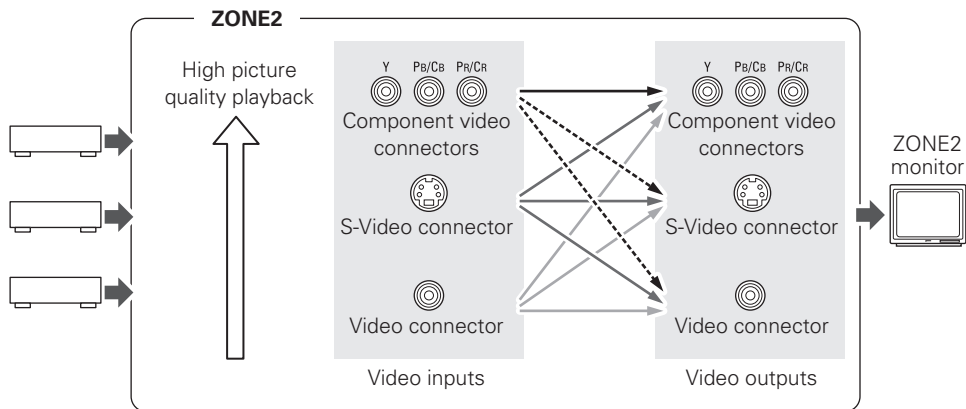 ZONE2
High picture
quality playback
Y PB/CB PR/CR
Component video
connectors
S-Video connector
Video connector
Video inputs
Y PB/CB PR/CR
Component video
connectors
S-Video connector
Video connector
Video outputs
ZONE2
monitor